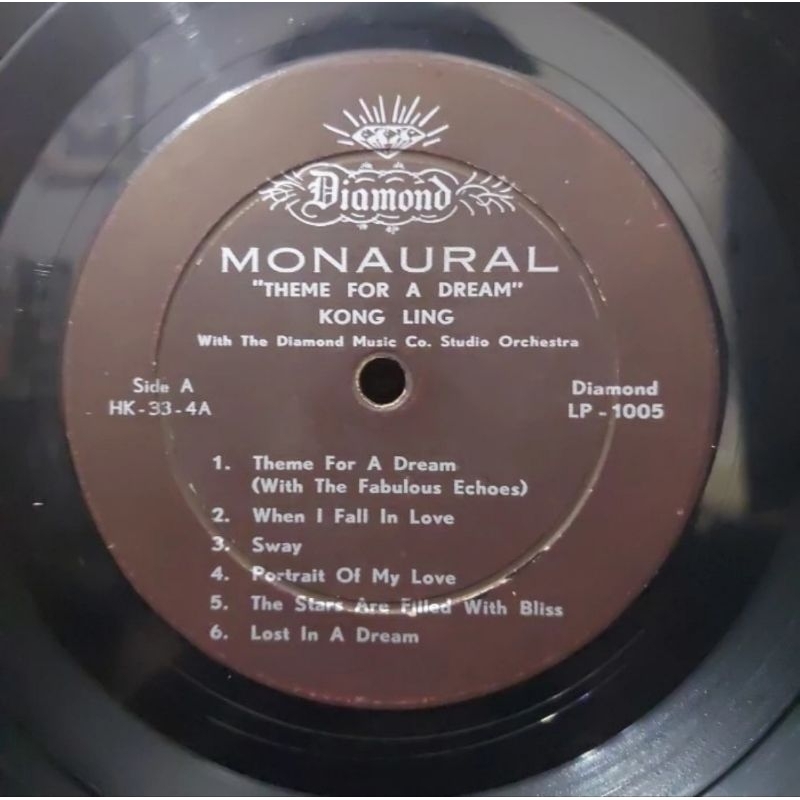 Diamond
MONAURAL
"THEME FOR A DREAM"
KONG LING
With The Diamond Music Co. Studio Orchestra
Side A
HK-33-4A
Diamond
LP-1005
1. Theme For A Dream
(With The Fabulous Echoes)
2. When I Fall In Love
3. Sway
4. Portrait Of My Love
5. The Stars Are Filled With Bliss
6. Lost In A Dream